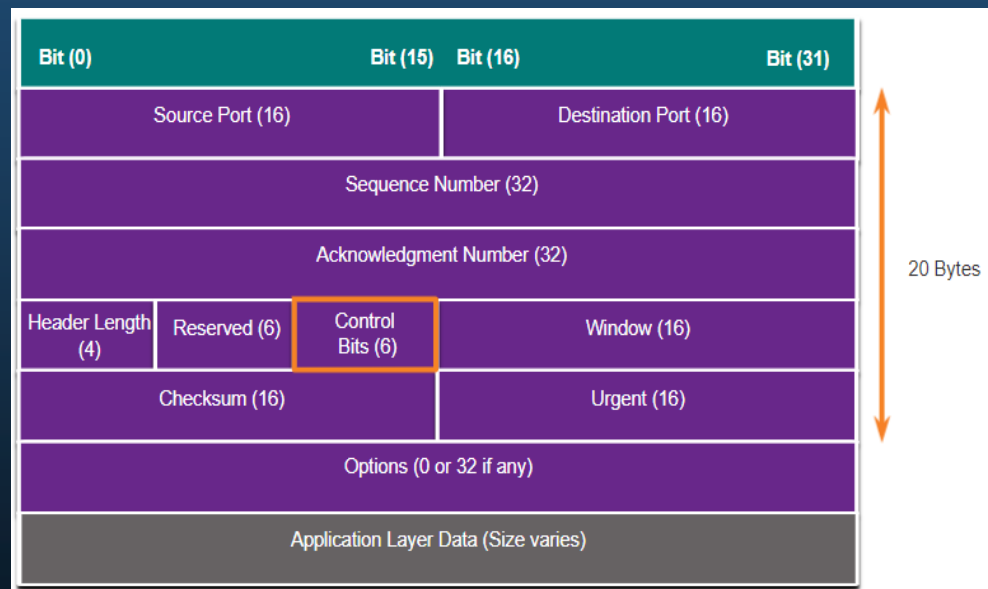 Bit (0) Bit (15) Bit (16) Bit (31)
Source Port (16) Destination Port (16)
Sequence Number (32)
Acknowledgment Number (32)
20 Bytes
Header Length
(4)
Reserved (6)
Control
Bits (6)
Window (16)
Checksum (16) Urgent (16)
Options (0 or 32 if any)
Application Layer Data (Size varies)